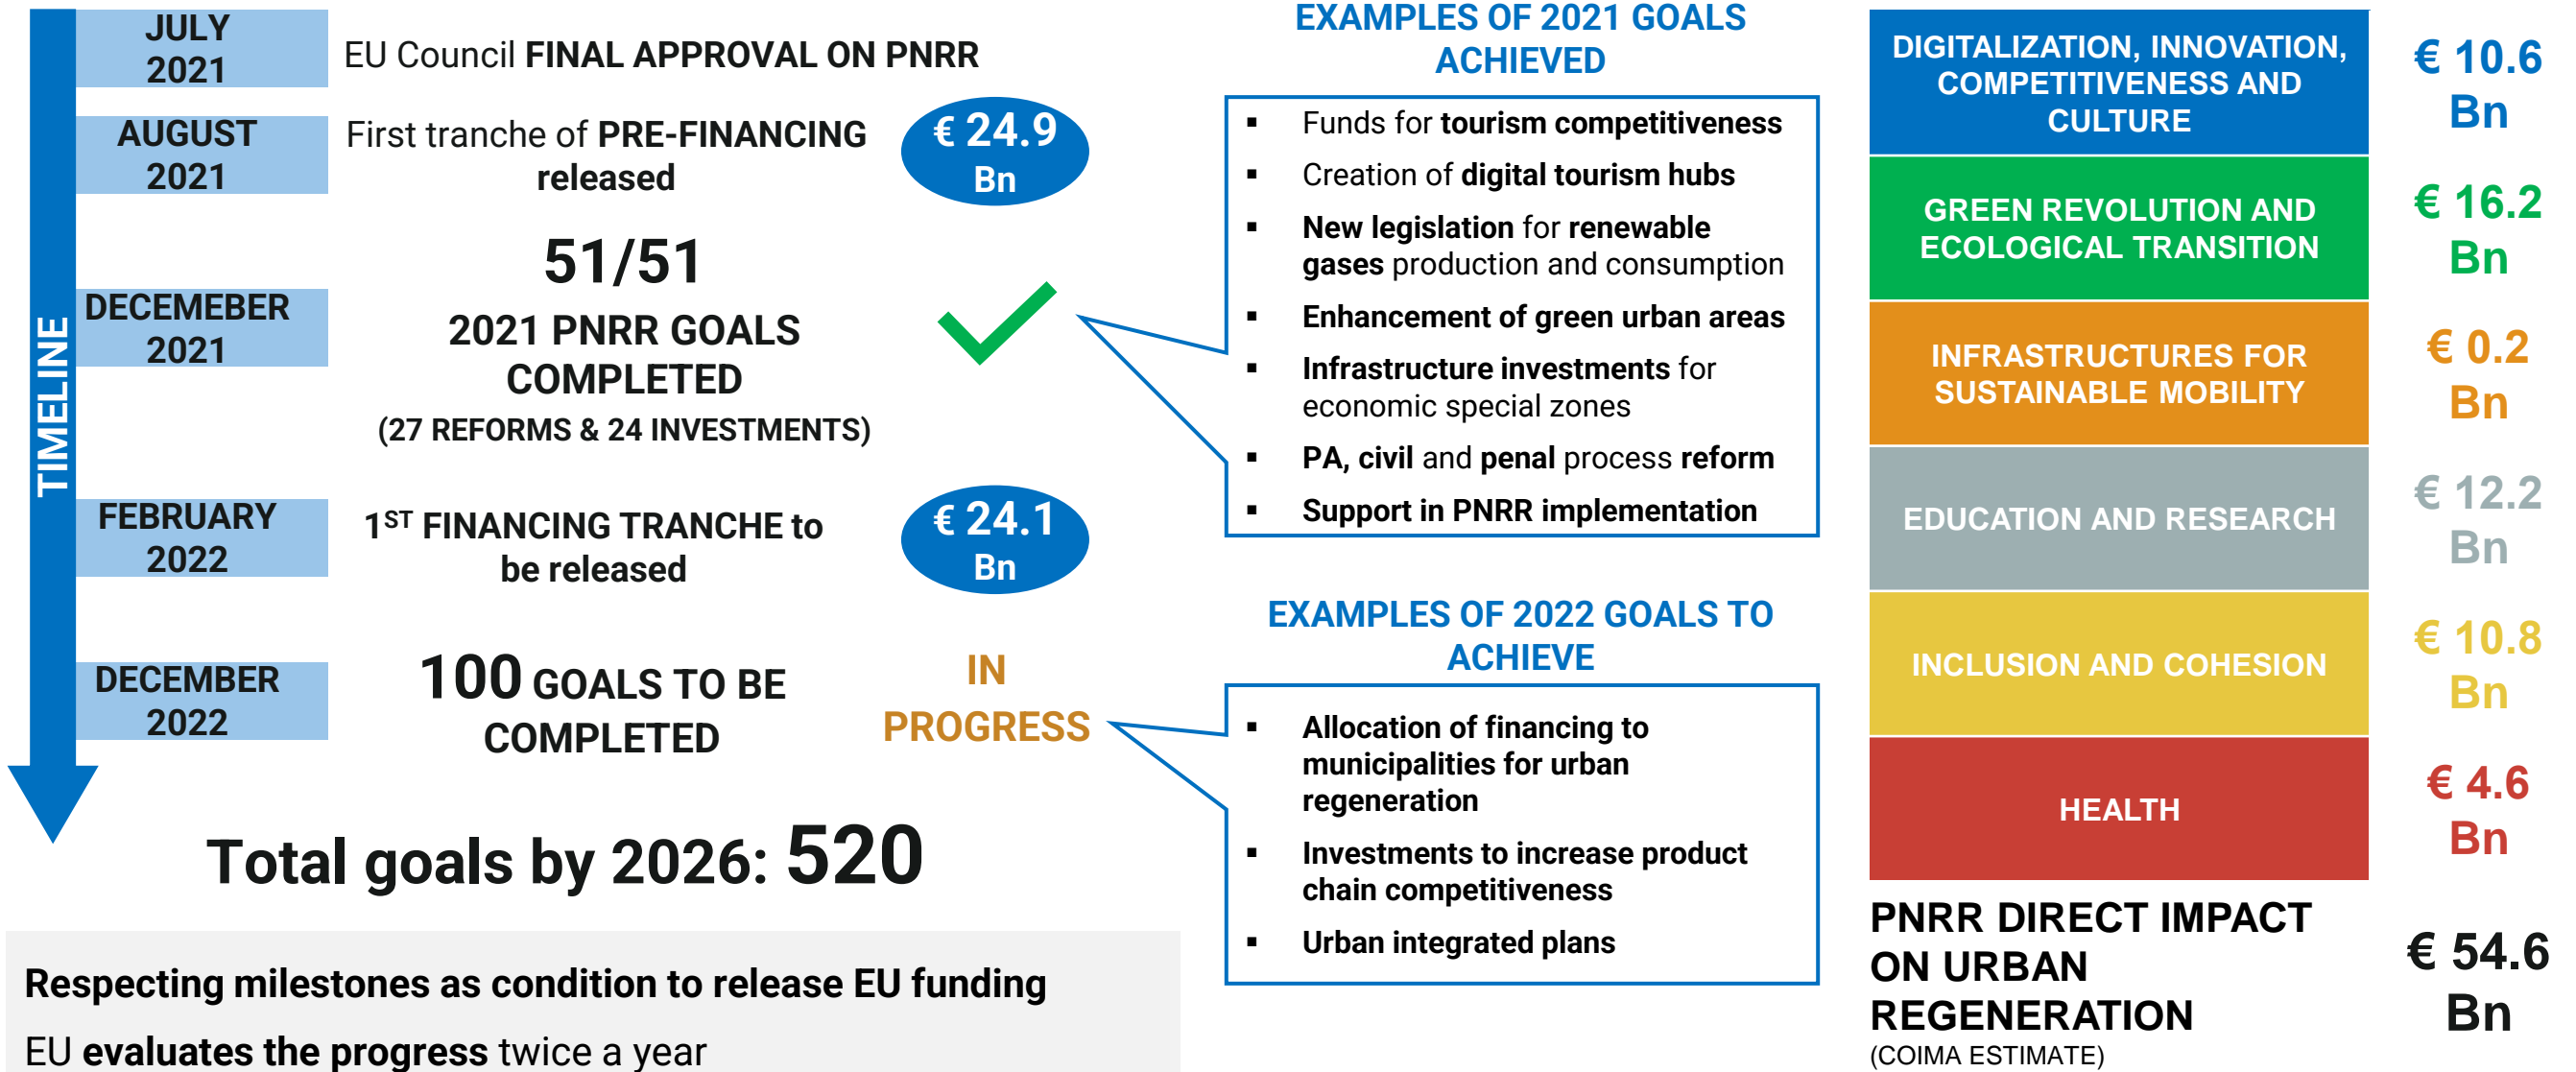 TIMELINE
JULY
2021
EU Council FINAL APPROVAL ON PNRR
AUGUST
2021
First tranche of PRE-FINANCING
released
€ 24.9
Bn
DECEMEBER
2021
51/51
2021 PNRR GOALS
COMPLETED
(27 REFORMS & 24 INVESTMENTS)
FEBRUARY
2022
1ST FINANCING TRANCHE to
be released
€ 24.1
Bn
DECEMBER
2022
100 GOALS TO BE
COMPLETED
IN
PROGRESS
Total goals by 2026: 520
Respecting milestones as condition to release EU funding
EU evaluates the progress twice a year
EXAMPLES OF 2021 GOALS
ACHIEVED
▪ Funds for tourism competitiveness
▪ Creation of digital tourism hubs
▪ New legislation for renewable
gases production and consumption
▪ Enhancement of green urban areas
▪ Infrastructure investments for
economic special zones
▪ PA, civil and penal process reform
▪ Support in PNRR implementation
EXAMPLES OF 2022 GOALS TO
ACHIEVE
▪ Allocation of financing to
municipalities for urban
regeneration
▪ Investments to increase product
chain competitiveness
▪ Urban integrated plans
DIGITALIZATION, INNOVATION,
COMPETITIVENESS AND
CULTURE
€ 10.6
Bn
GREEN REVOLUTION AND
ECOLOGICAL TRANSITION
€ 16.2
Bn
INFRASTRUCTURES FOR
SUSTAINABLE MOBILITY
€ 0.2
Bn
EDUCATION AND RESEARCH
€ 12.2
Bn
INCLUSION AND COHESION
€ 10.8
Bn
HEALTH
€ 4.6
Bn
PNRR DIRECT IMPACT
ON URBAN
REGENERATION
(COIMA ESTIMATE)
€ 54.6
Bn